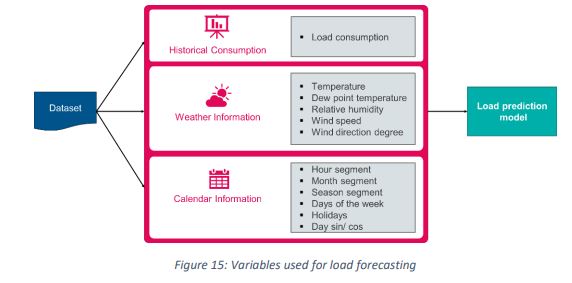 Dataset
Historical Consumption
▪ Load consumption
Weather Information
▪ Temperature
▪ Dew point temperature
▪ Relative humidity
▪ Wind speed
▪ Wind direction degree
Calendar Information
▪ Hour segment
▪ Month segment
▪ Season segment
▪ Days of the week
▪ Holidays
▪ Day sin/ cos
Load prediction
model
Figure 15: Variables used for load forecasting